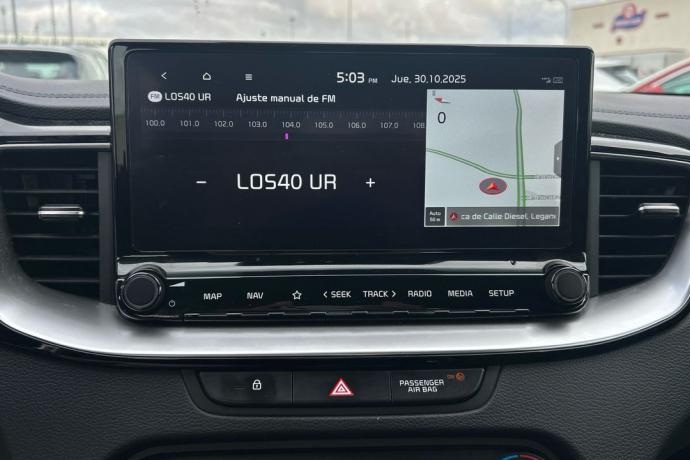 5:03 PM Jue, 30,10.2025
FM LOS40 UR Ajuste manual de FM
100.0 101.0 102.0 103.0 104.0 105.0 106.0 107.0 108
0
− LOS40 UR +
Auto
ca de Calle Diesel, Legan
MAP NAV < SEEK TRACK > RADIO MEDIA SETUP
PASSENGER
AIR BAG